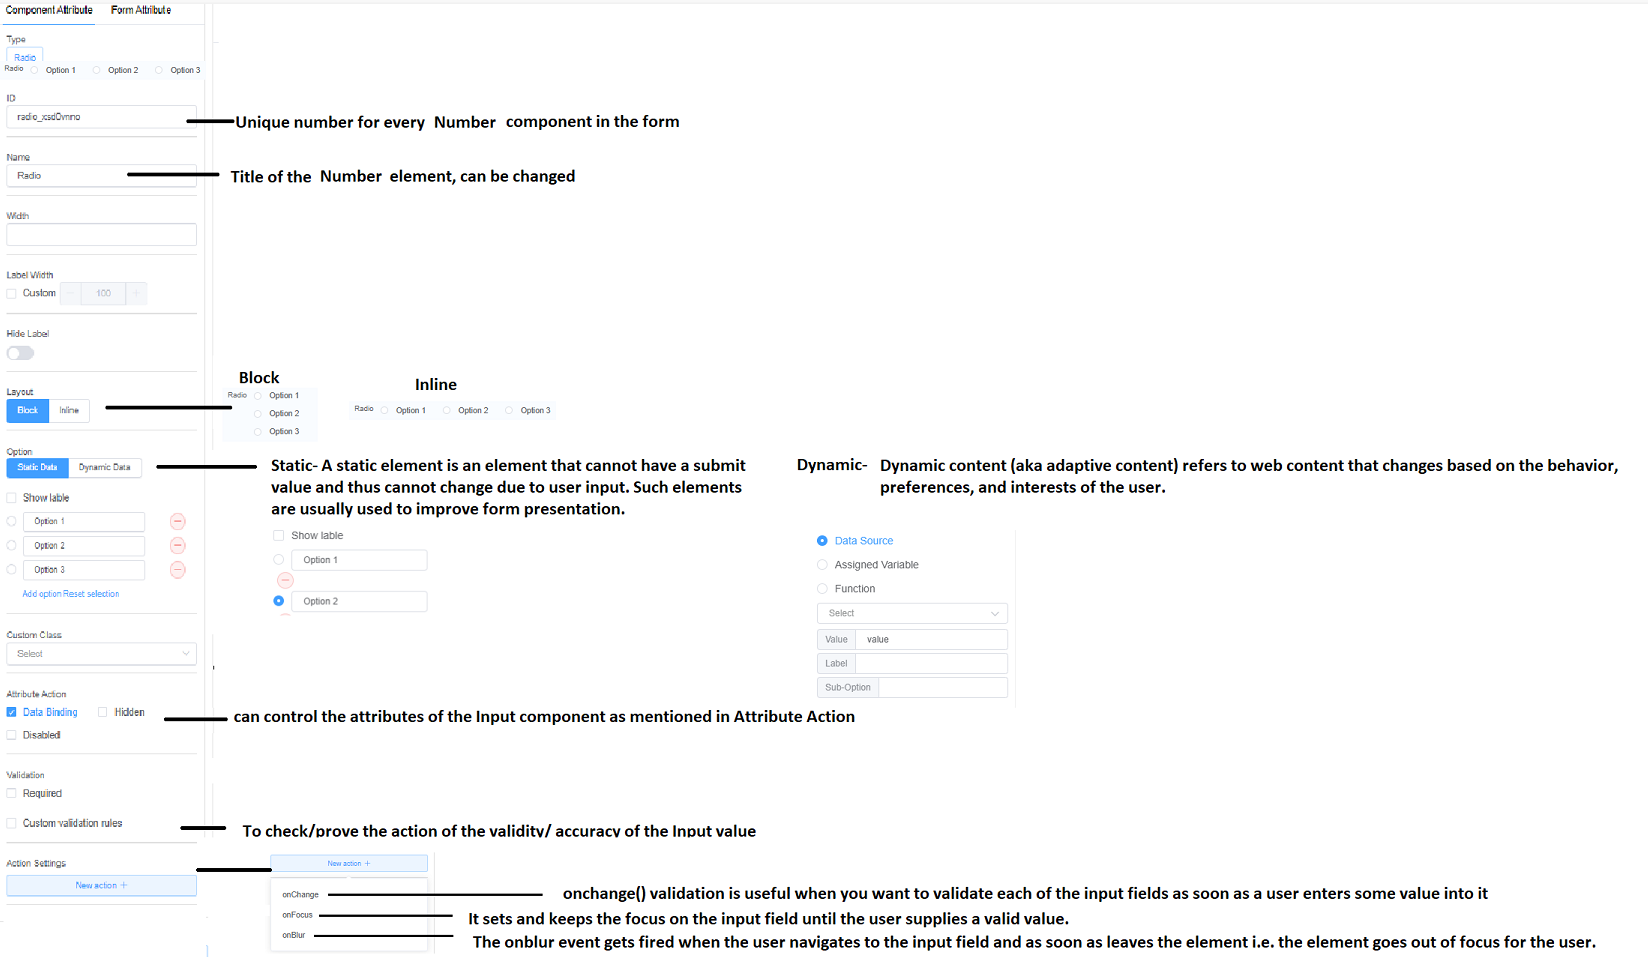 Component Attribute Form Attribute
Type
Radio
Radio Option 1 Option 2 Option 3
ID
radio_xsd0vnno
Unique number for every Number component in the form
Name
Radio
Title of the Number element, can be changed
Width
Label Width
Custom - 100 +
Hide Label
Layout
Block Inline
Block
Radio Option 1
Option 2
Option 3
Inline
Radio Option 1 Option 2 Option 3
Option
Static Data Dynamic Data
Show lable
Option 1
Option 2
Option 3
Add option Reset selection
Static- A static element is an element that cannot have a submit
value and thus cannot change due to user input. Such elements
are usually used to improve form presentation.
Show lable
Option 1
Option 2
Dynamic- Dynamic content (aka adaptive content) refers to web content that changes based on the behavior,
preferences, and interests of the user.
Data Source
Assigned Variable
Function
Select
Value value
Label
Sub-Option
Custom Class
Select
Attribute Action
Data Binding Hidden
Disabled
can control the attributes of the Input component as mentioned in Attribute Action
Validation
Required
Custom validation rules
To check/prove the action of the validity/ accuracy of the Input value
Action Settings
New action +
New action +
onChange
onchange() validation is useful when you want to validate each of the input fields as soon as a user enters some value into it
onFocus
It sets and keeps the focus on the input field until the user supplies a valid value.
onBlur
The onblur event gets fired when the user navigates to the input field and as soon as leaves the element i.e. the element goes out of focus for the user.